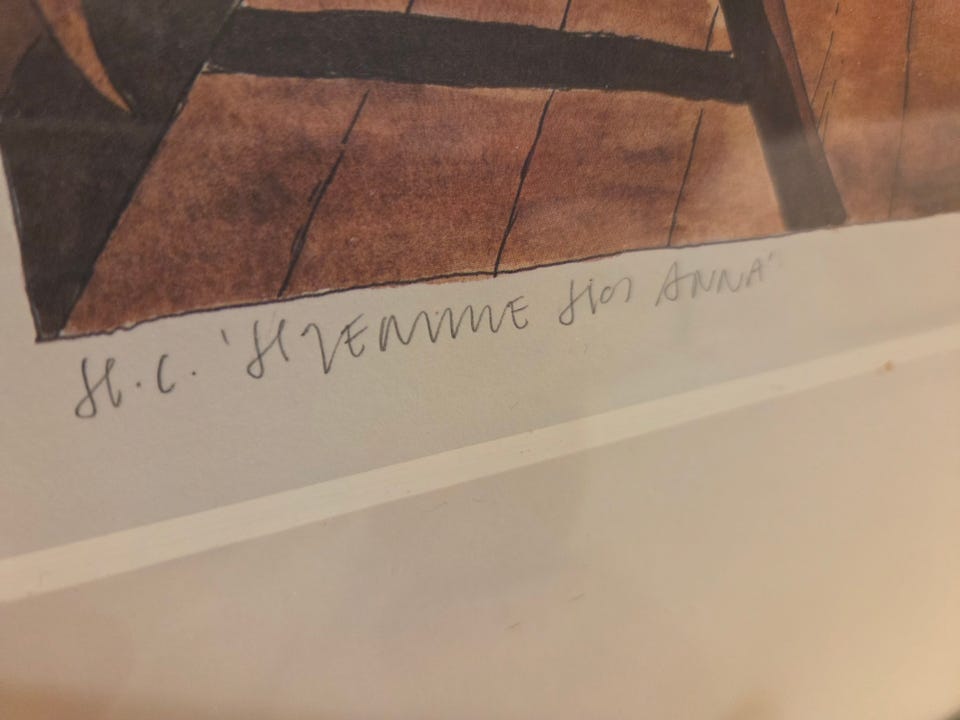 H.C. 'HJEMME HOS ANNA'